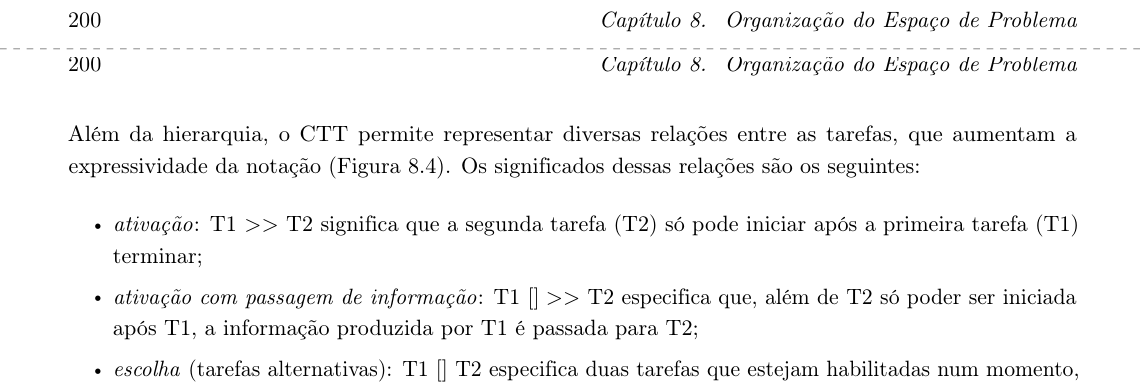 200 Capítulo 8. Organização do Espaço de Problema
200 Capítulo 8. Organização do Espaço de Problema
Além da hierarquia, o CTT permite representar diversas relações entre as tarefas, que aumentam a
expressividade da notação (Figura 8.4). Os significados dessas relações são os seguintes:
• ativação: T1 >> T2 significa que a segunda tarefa (T2) só pode iniciar após a primeira tarefa (T1)
terminar;
• ativação com passagem de informação: T1 [] >> T2 especifica que, além de T2 só poder ser iniciada
após T1, a informação produzida por T1 é passada para T2;
• escolha (tarefas alternativas): T1 [] T2 especifica duas tarefas que estejam habilitadas num momento,